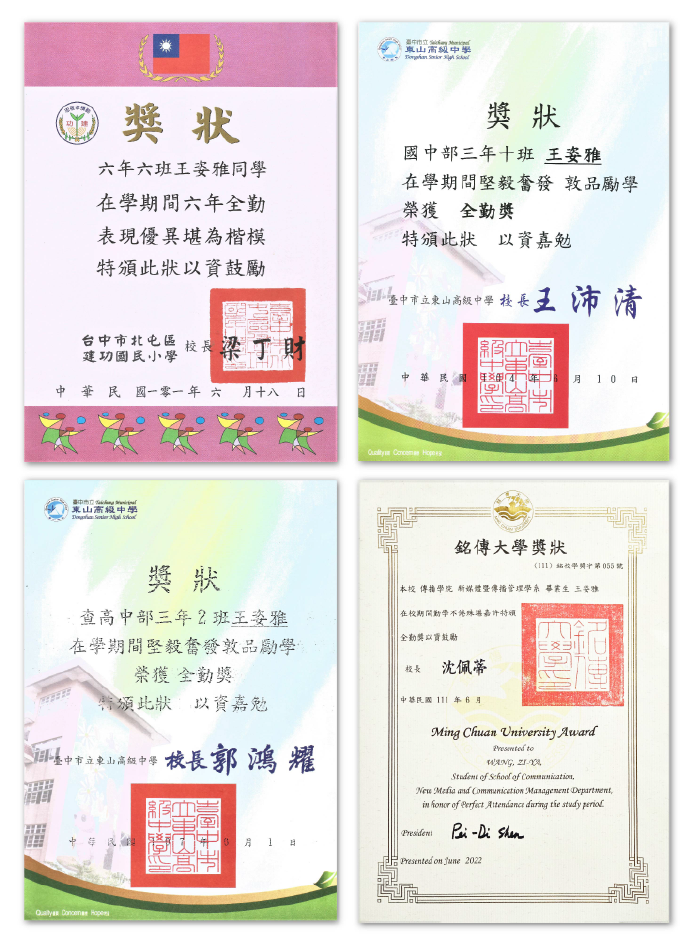 獎狀
六年六班王姿雅同學
在學期間六年全勤
表現優異堪為楷模
特頒此狀以資鼓勵
台中市北屯區
建功國民小學
校長 梁丁財
中華民國一零一年六月十八日
臺中市立 Taichung Municipal
東山高級中學
Dongshan Senior High School
獎狀
國中部三年十班 王姿雅
在學期間堅毅奮發 敦品勵學
榮獲 全勤獎
特頒此狀 以資嘉勉
臺中市立東山高級中學 校長 王沛清
中華民國104年6月10日
Quality Concernae Hopeya
臺中市立 Taichung Municipal
東山高級中學
Dongshan Senior High School
獎狀
查高中部三年2班王姿雅
在學期間堅毅奮發敦品勵學
榮獲 全勤獎
特頒此狀 以資嘉勉
臺中市立東山高級中學 校長 郭鴻耀
中華民國 7年 月1日
銘傳大學獎狀
(111) 銘校學獎字第055號
本校 傳播學院 新媒體暨傳播管理學系 畢業生 王姿雅
在校期間勤學不倦殊堪嘉許特頒
全勤獎以資鼓勵
校長 沈佩蒂
中華民國 111 年 6 月
Ming Chuan University Award
Presented to
WANG, ZI-YA,
Student of School of Communication,
New Media and Communication Management Department,
in honor of Perfect Attendance during the study period.
President Pei-Di Shen
Presented on June 2022